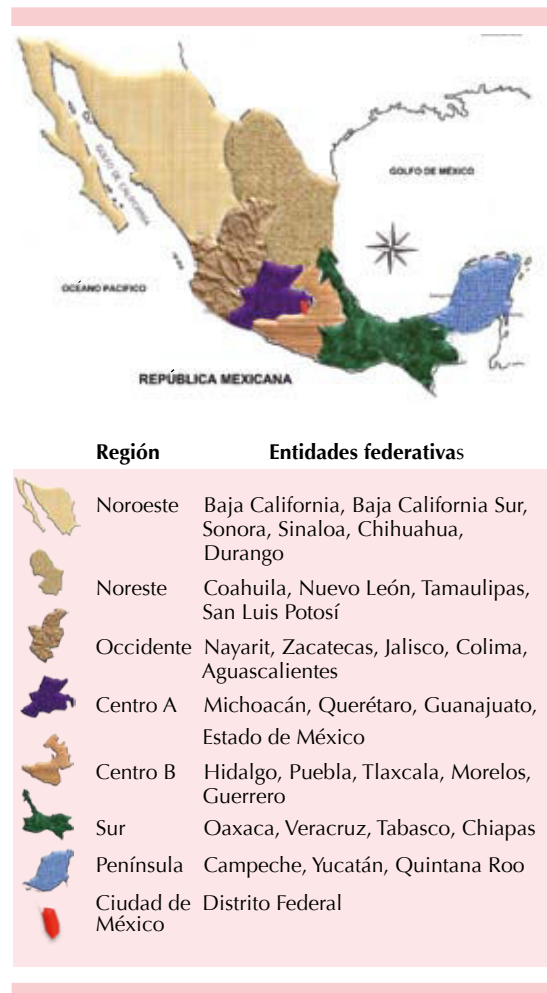 GOLFO DE CALIFORNIA
GOLFO DE MÉXICO
OCÉANO PACIFICO
REPÚBLICA MEXICANA
Región Entidades federativas
Noroeste Baja California, Baja California Sur,
Sonora, Sinaloa, Chihuahua,
Durango
Noreste Coahuila, Nuevo León, Tamaulipas,
San Luis Potosí
Occidente Nayarit, Zacatecas, Jalisco, Colima,
Aguascalientes
Centro A Michoacán, Querétaro, Guanajuato,
Estado de México
Centro B Hidalgo, Puebla, Tlaxcala, Morelos,
Guerrero
Sur Oaxaca, Veracruz, Tabasco, Chiapas
Península Campeche, Yucatán, Quintana Roo
Ciudad de Distrito Federal
México